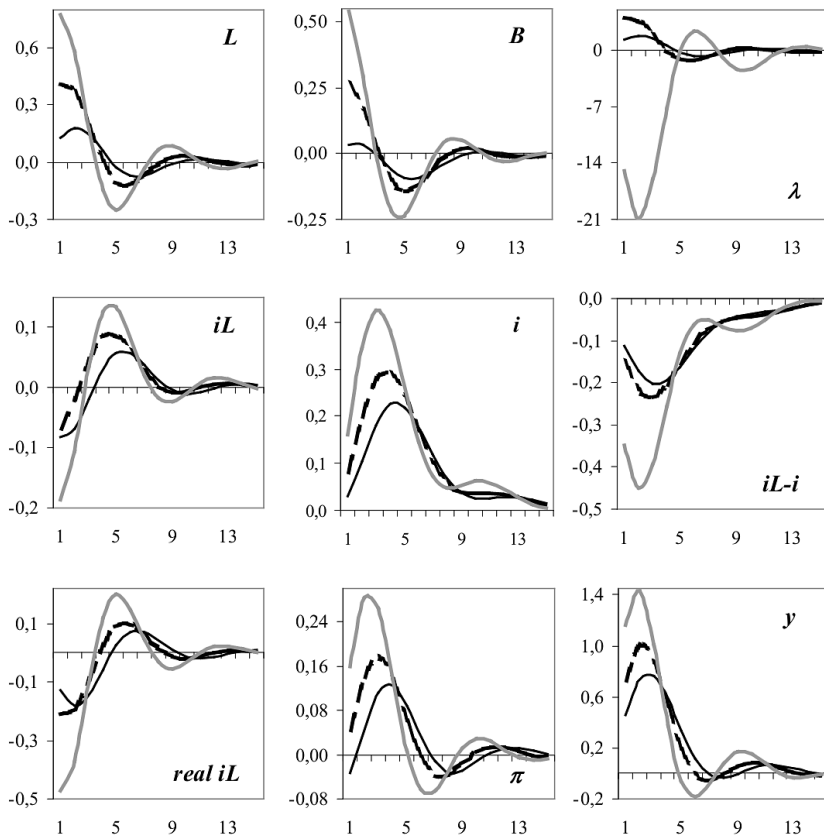 L
0,6
0,3
0,0
-0,3
1 5 9 13
B
0,50
0,25
0,00
-0,25
1 5 9 13
0
-7
-14
-21
λ
1 5 9 13
iL
0,1
0,0
-0,1
-0,2
1 5 9 13
i
0,4
0,3
0,2
0,1
0,0
1 5 9 13
0,0
-0,1
-0,2
-0,3
-0,4
-0,5
iL-i
1 5 9 13
0,1
-0,1
-0,3
-0,5
real iL
1 5 9 13
0,24
0,16
0,08
0,00
-0,08
π
1 5 9 13
y
1,4
1,0
0,6
0,2
-0,2
1 5 9 13